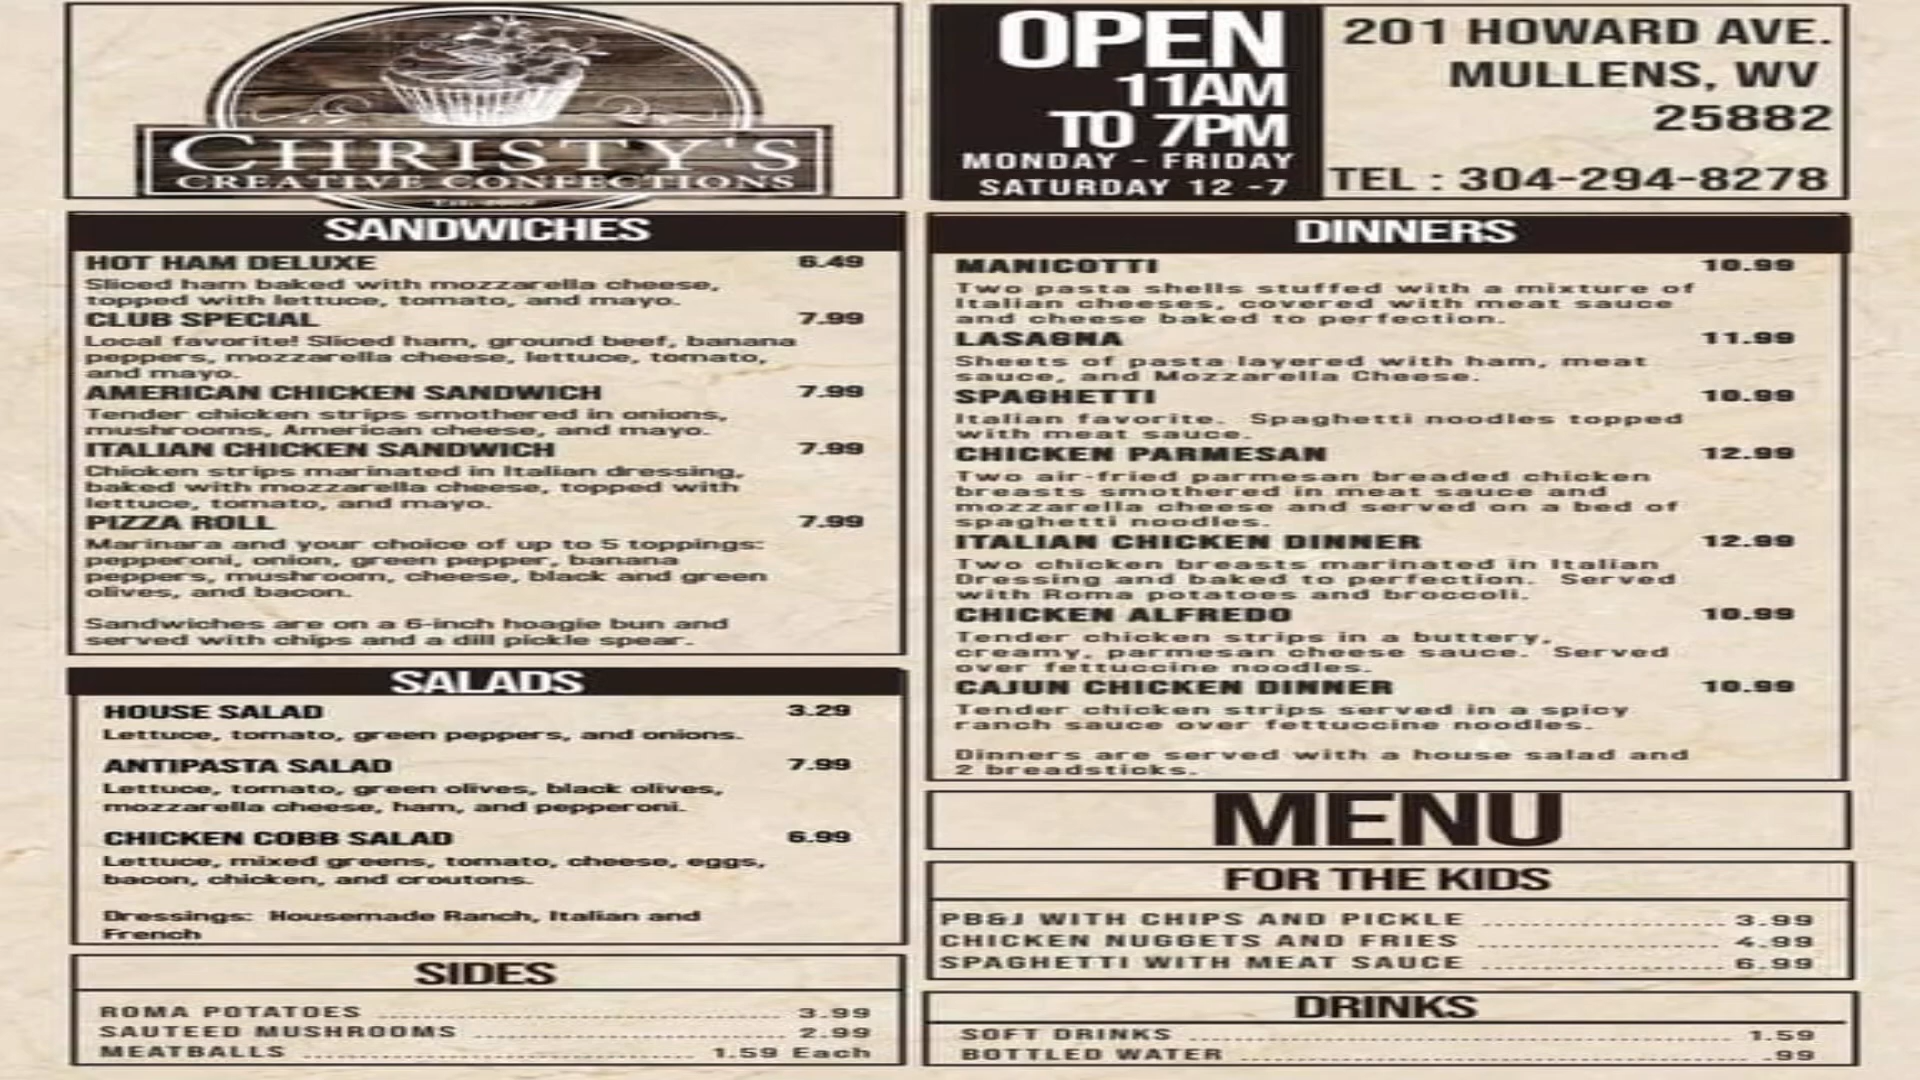 CHRISTY'S
CREATIVE CONFECTIONS
OPEN
11AM
TO 7PM
MONDAY - FRIDAY
SATURDAY 12 -7
201 HOWARD AVE.
MULLENS, WV
25882
TEL : 304-294-8278
SANDWICHES
HOT HAM DELUXE 6.49
Sliced ham baked with mozzarella cheese,
topped with lettuce, tomato, and mayo.
CLUB SPECIAL 7.99
Local favorite! Sliced ham, ground beef, banana
peppers, mozzarella cheese, lettuce, tomato,
and mayo.
AMERICAN CHICKEN SANDWICH 7.99
Tender chicken strips smothered in onions,
mushrooms, American cheese, and mayo.
ITALIAN CHICKEN SANDWICH 7.99
Chicken strips marinated in Italian dressing,
baked with mozzarella cheese, topped with
lettuce, tomato, and mayo.
PIZZA ROLL 7.99
Marinara and your choice of up to 5 toppings:
pepperoni, onion, green pepper, banana
peppers, mushroom, cheese, black and green
olives, and bacon.
Sandwiches are on a 6-inch hoagie bun and
served with chips and a dill pickle spear.
SALADS
HOUSE SALAD 3.29
Lettuce, tomato, green peppers, and onions.
ANTIPASTA SALAD 7.99
Lettuce, tomato, green olives, black olives,
mozzarella cheese, ham, and pepperoni.
CHICKEN COBB SALAD 6.99
Lettuce, mixed greens, tomato, cheese, eggs,
bacon, chicken, and croutons.
Dressings: Housemade Ranch, Italian and
French
SIDES
ROMA POTATOES 3.99
SAUTEED MUSHROOMS 2.99
MEATBALLS 1.59 Each
DINNERS
MANICOTTI 10.99
Two pasta shells stuffed with a mixture of
Italian cheeses, covered with meat sauce
and cheese baked to perfection.
LASAGNA 11.99
Sheets of pasta layered with ham, meat
sauce, and Mozzarella Cheese.
SPAGHETTI 10.99
Italian favorite. Spaghetti noodles topped
with meat sauce.
CHICKEN PARMESAN 12.99
Two air-fried parmesan breaded chicken
breasts smothered in meat sauce and
mozzarella cheese and served on a bed of
spaghetti noodles.
ITALIAN CHICKEN DINNER 12.99
Two chicken breasts marinated in Italian
Dressing and baked to perfection. Served
with Roma potatoes and broccoli.
CHICKEN ALFREDO 10.99
Tender chicken strips in a buttery,
creamy, parmesan cheese sauce. Served
over fettuccine noodles.
CAJUN CHICKEN DINNER 10.99
Tender chicken strips served in a spicy
ranch sauce over fettuccine noodles.
Dinners are served with a house salad and
2 breadsticks.
MENU
FOR THE KIDS
PB&J WITH CHIPS AND PICKLE 3.99
CHICKEN NUGGETS AND FRIES 4.99
SPAGHETTI WITH MEAT SAUCE 6.99
DRINKS
SOFT DRINKS 1.59
BOTTLED WATER .99